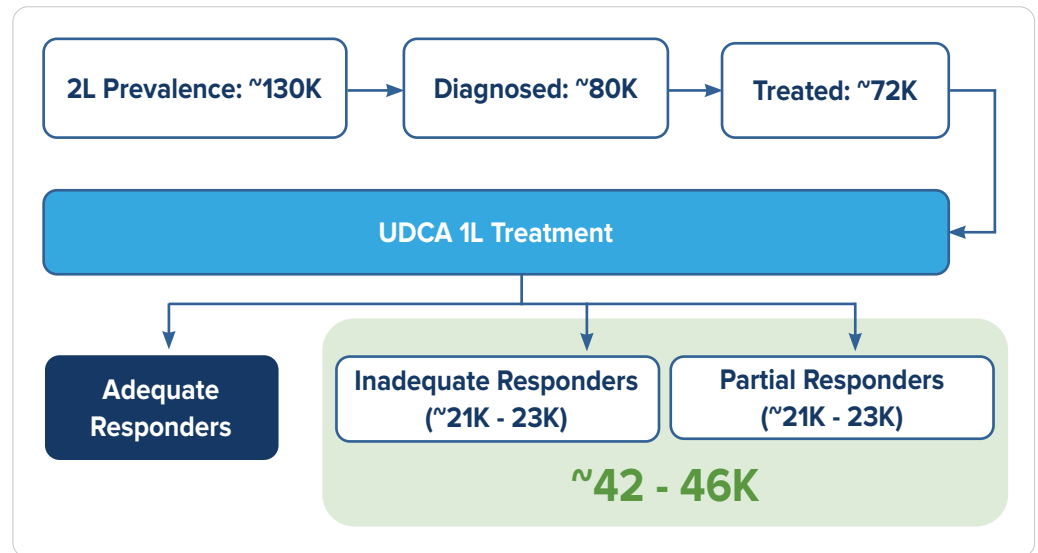 2L Prevalence: ~130K
Diagnosed: ~80K
Treated: ~72K
UDCA 1L Treatment
Adequate
Responders
Inadequate Responders
(~21K - 23K)
Partial Responders
(~21K - 23K)
~42 - 46K